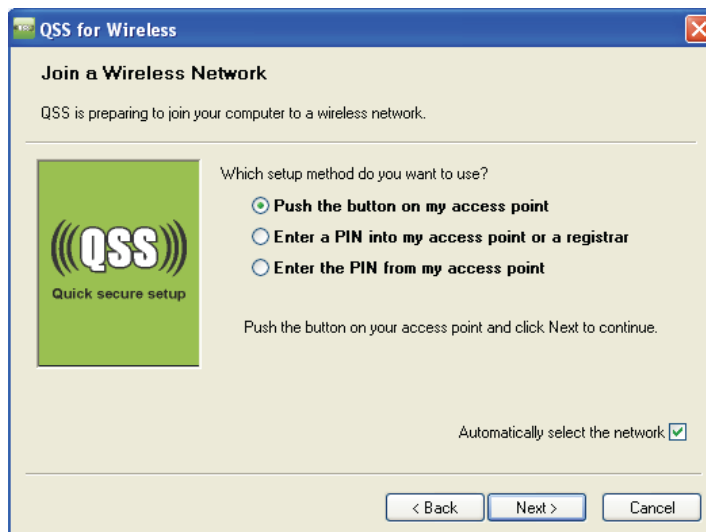 QSS for Wireless
Join a Wireless Network
QSS is preparing to join your computer to a wireless network.
Which setup method do you want to use?
Push the button on my access point
Enter a PIN into my access point or a registrar
Enter the PIN from my access point
QSS
Quick secure setup
Push the button on your access point and click Next to continue.
Automatically select the network
< Back
Next >
Cancel